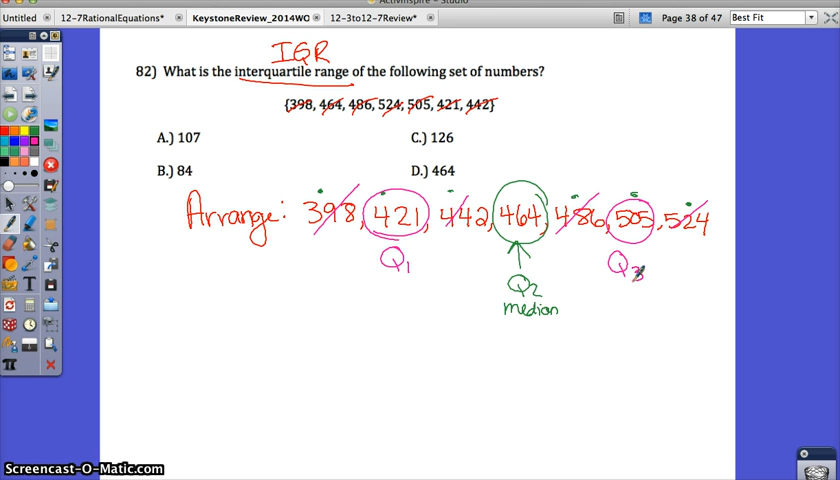 ActivInspire - Studio
Untitled 12-7RationalEquations* KeystoneReview_2014WO 12-3to12-7Review* Page 38 of 47 Best Fit
IQR
82) What is the interquartile range of the following set of numbers?
{398, 464, 486, 524, 505, 421, 442}
A.) 107 C.) 126
B.) 84 D.) 464
Arrange: 398, 421, 442, 464, 486, 505, 524
Q1 Q3
Q2
median
Screencast-O-Matic.com